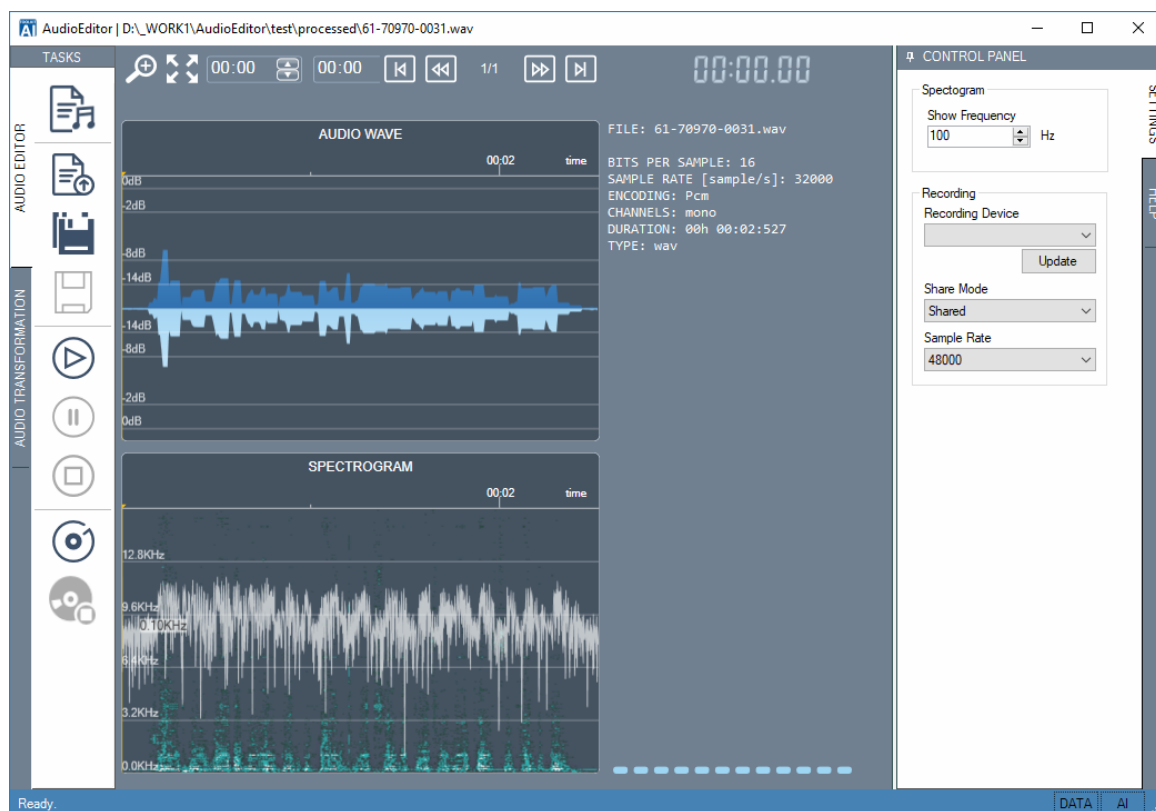 AudioEditor | D:\_WORK1\AudioEditor\test\processed\61-70970-0031.wav
TASKS
AUDIO EDITOR
AUDIO TRANSFORMATION
00:00
00:00
1/1
00:00.00
AUDIO WAVE
00:02 time
0dB
-2dB
-8dB
-14dB
-14dB
-8dB
-2dB
0dB
SPECTROGRAM
00:02 time
12.8KHz
9.6KHz
0.10KHz
6.4KHz
3.2KHz
0.0KHz
FILE: 61-70970-0031.wav
BITS PER SAMPLE: 16
SAMPLE RATE [sample/s]: 32000
ENCODING: Pcm
CHANNELS: mono
DURATION: 00h 00:02:527
TYPE: wav
CONTROL PANEL
Spectogram
Show Frequency
100 Hz
Recording
Recording Device
Update
Share Mode
Shared
Sample Rate
48000
SETTINGS
HELP
Ready.
DATA AI